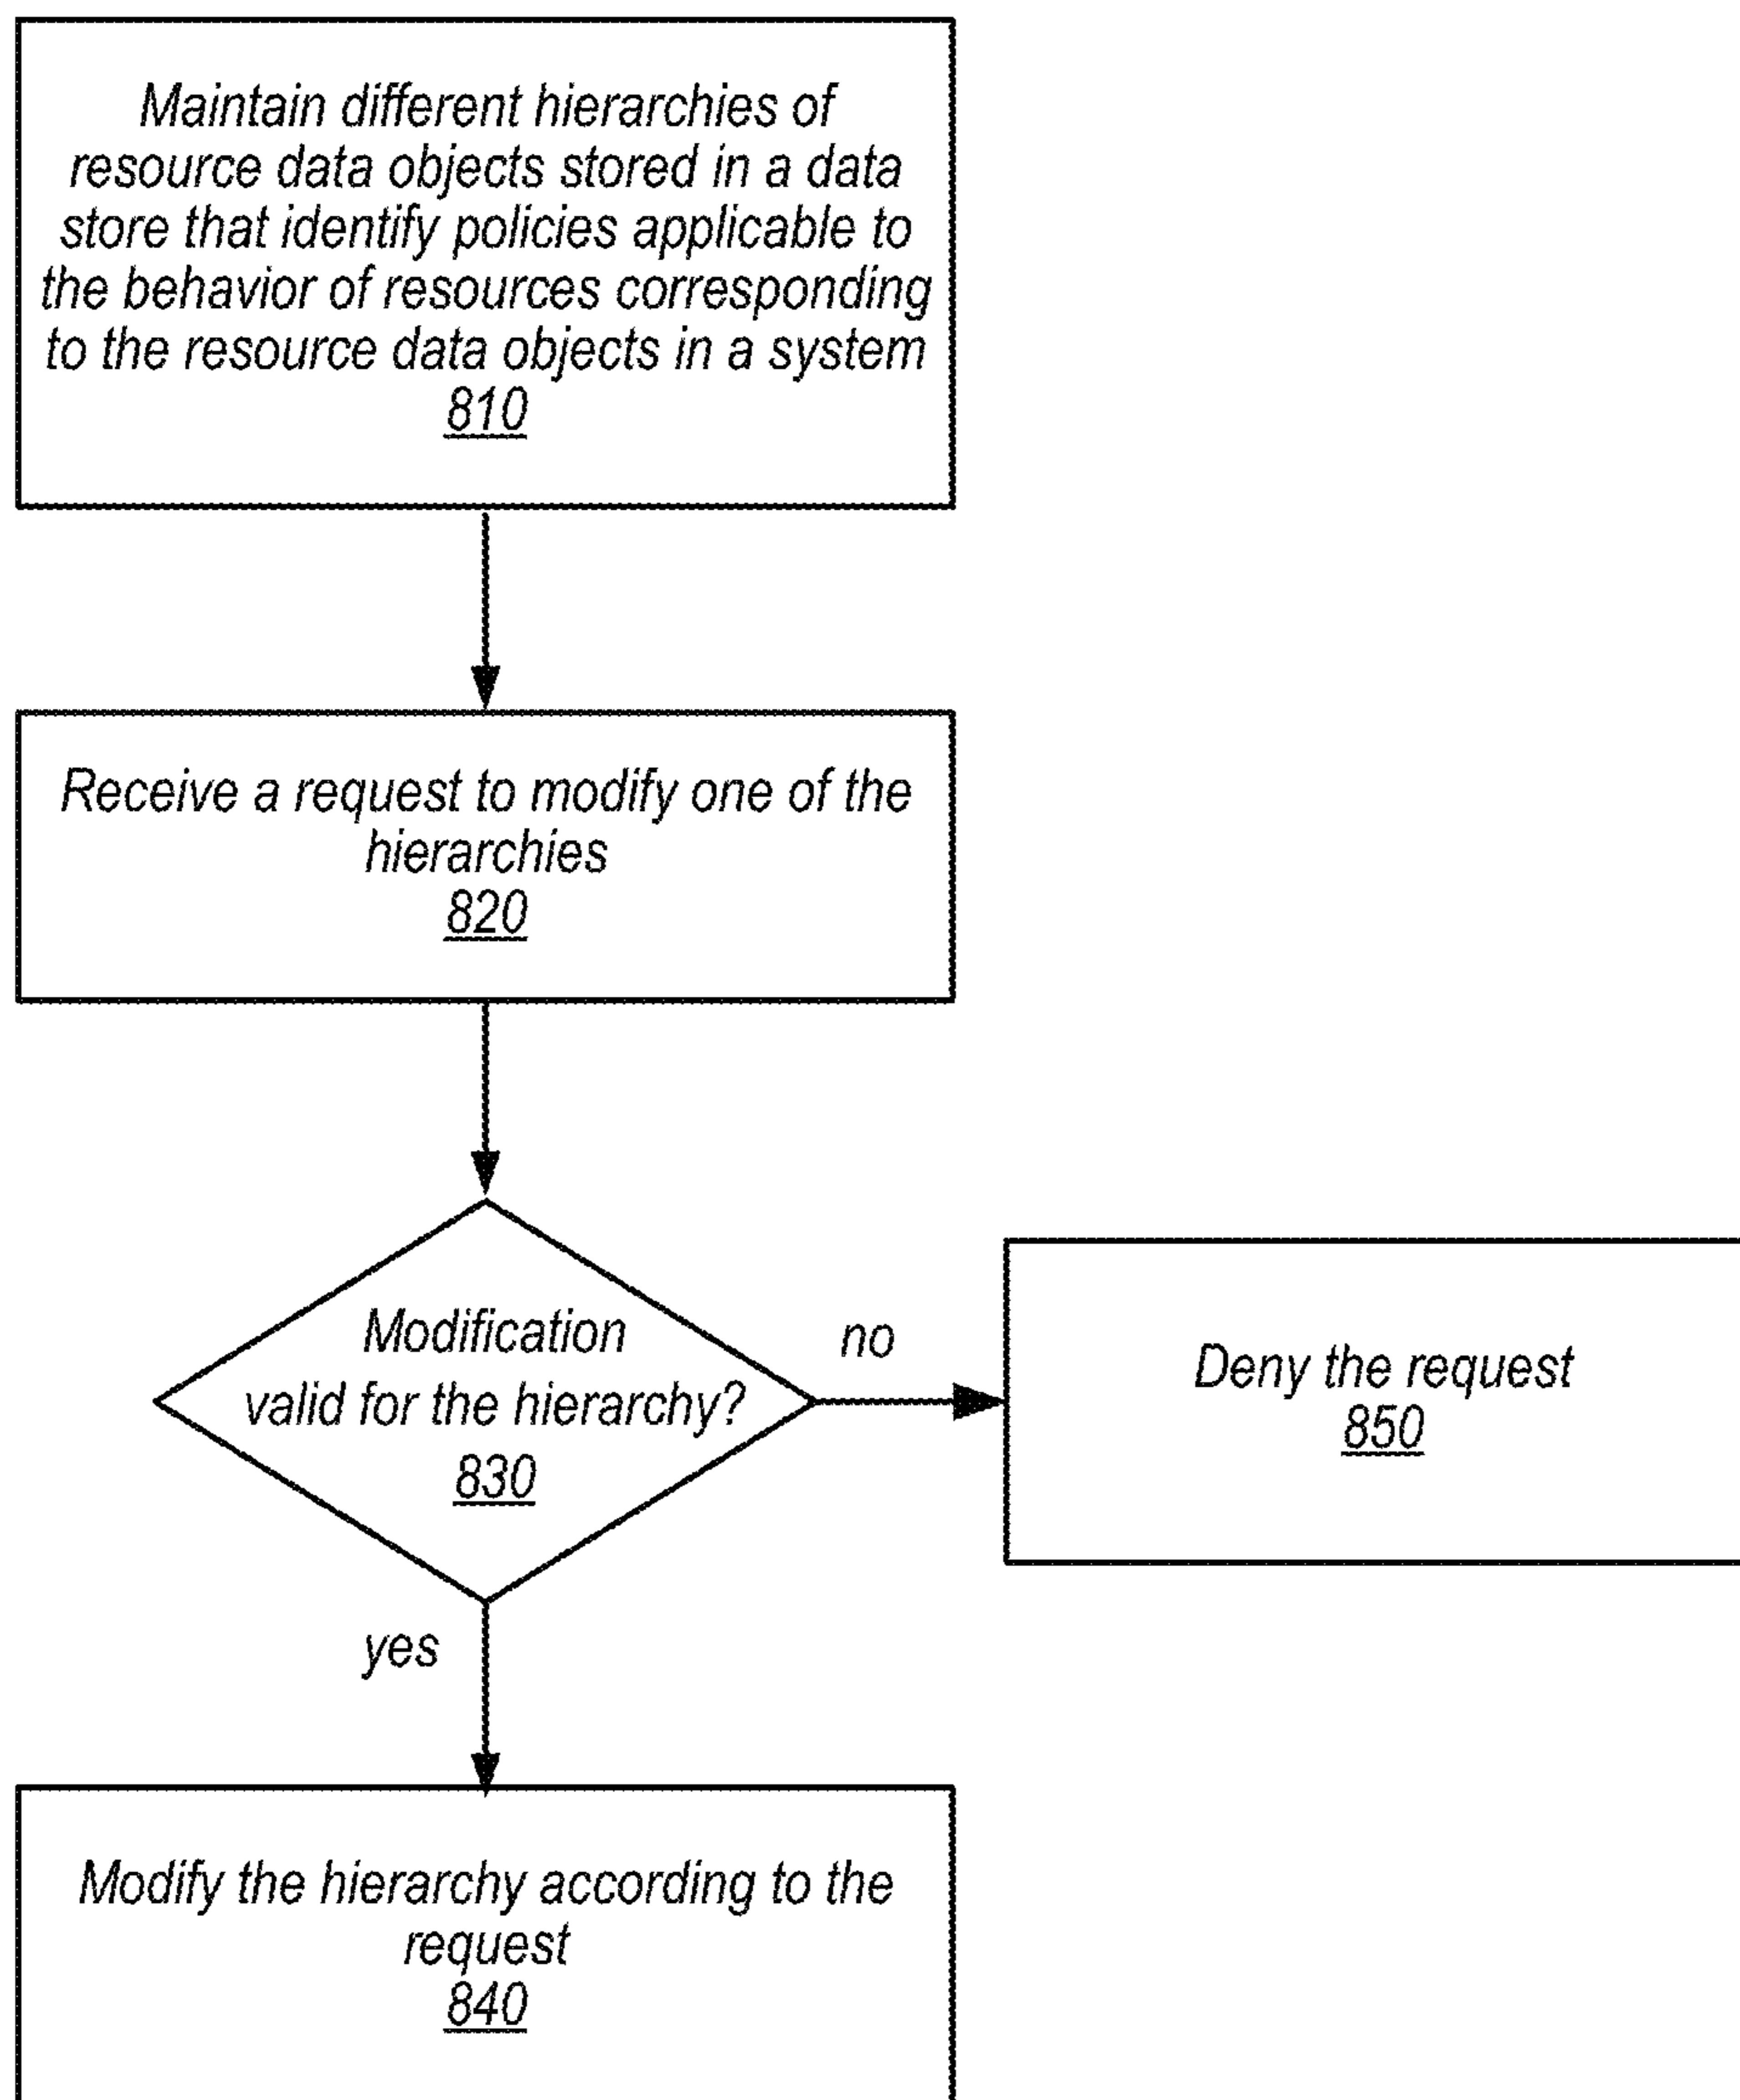 Maintain different hierarchies of
resource data objects stored in a data
store that identify policies applicable to
the behavior of resources corresponding
to the resource data objects in a system
810
Receive a request to modify one of the
hierarchies
820
Modification
valid for the hierarchy?
830
no
Deny the request
850
yes
Modify the hierarchy according to the
request
840